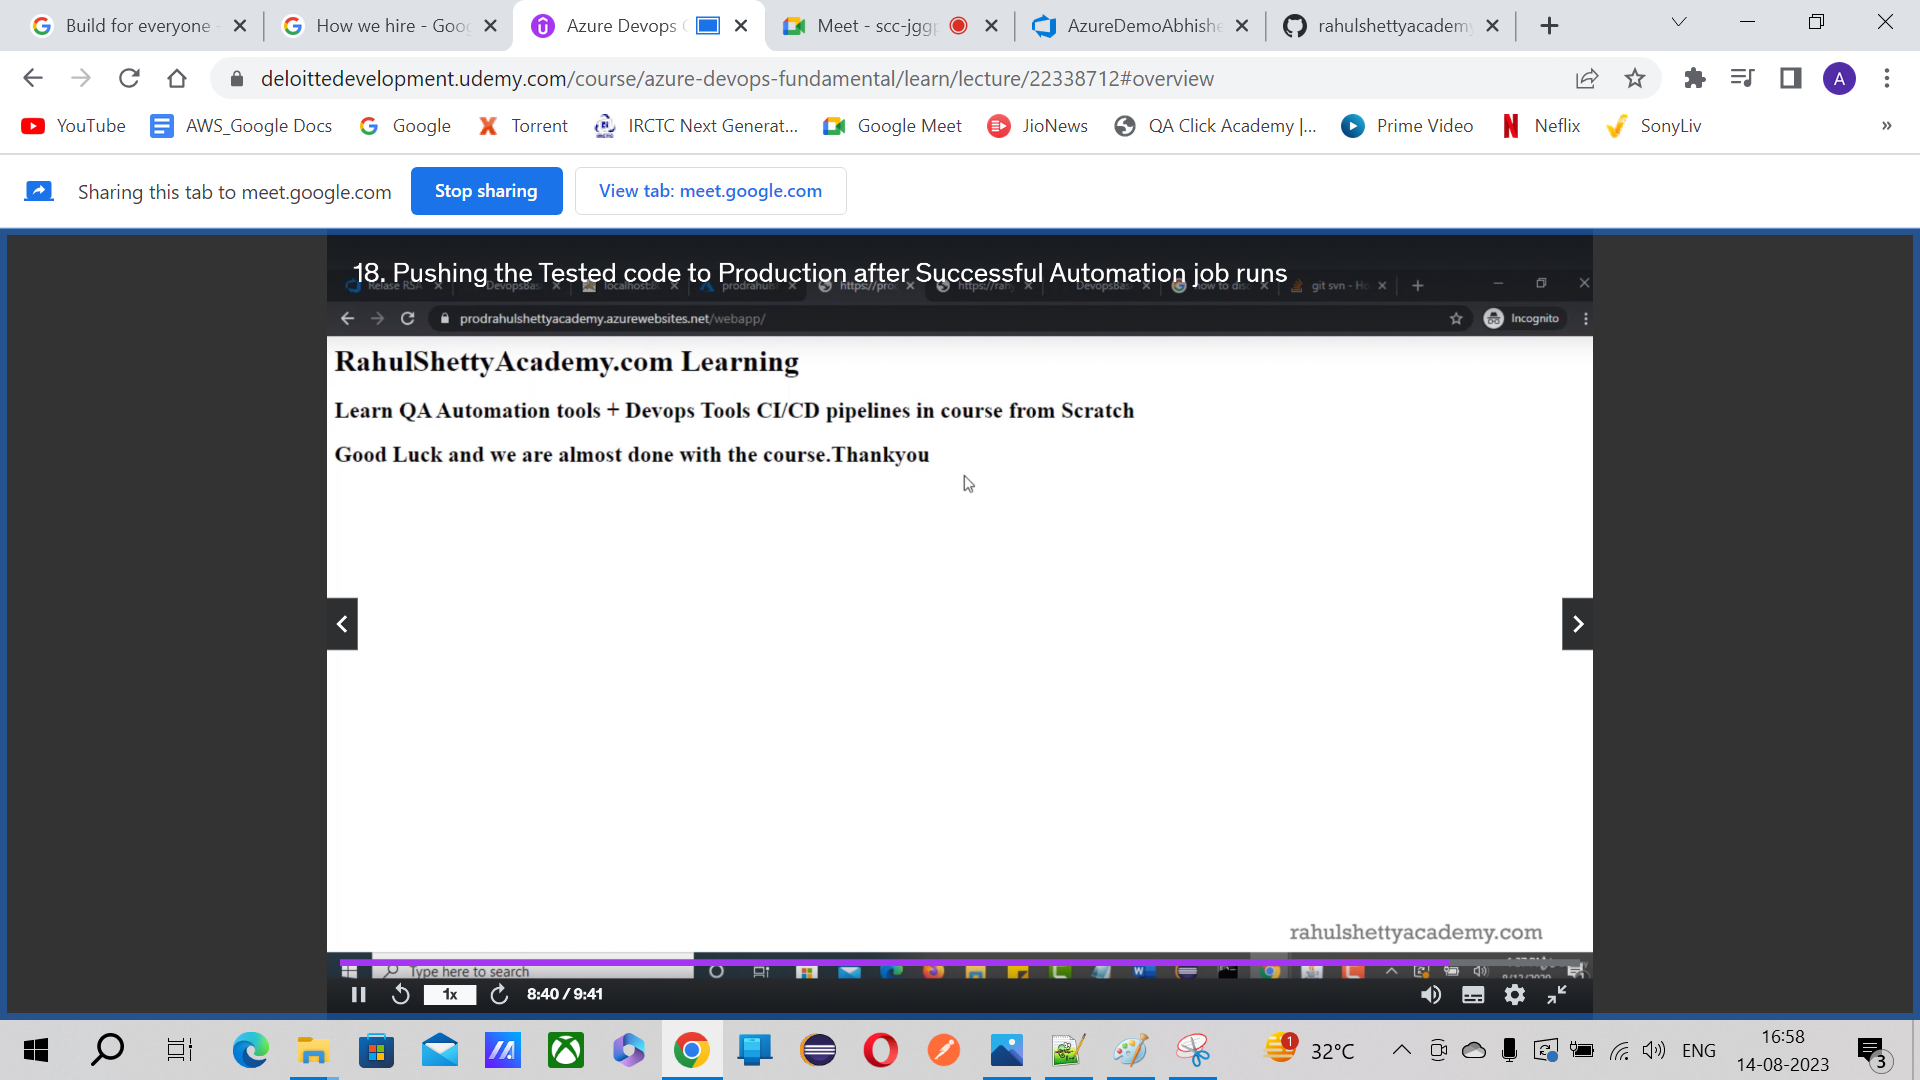 Build for everyone
How we hire - Goog
Azure Devops
Meet - scc-jggp
AzureDemoAbhishe
rahulshettyacademy
deloittedevelopment.udemy.com/course/azure-devops-fundamental/learn/lecture/22338712#overview
A
YouTube
AWS_Google Docs
Google
Torrent
IRCTC Next Generat...
Google Meet
JioNews
QA Click Academy |...
Prime Video
Neflix
SonyLiv
»
Sharing this tab to meet.google.com
Stop sharing
View tab: meet.google.com
18. Pushing the Tested code to Production after Successful Automation job runs
prodrahulshettyacademy.azurewebsites.net/webapp/
Incognito
RahulShettyAcademy.com Learning
Learn QA Automation tools + Devops Tools CI/CD pipelines in course from Scratch
Good Luck and we are almost done with the course.Thankyou
rahulshettyacademy.com
Type here to search
1x
8:40 / 9:41
1
32°C
ENG
16:58
14-08-2023
3